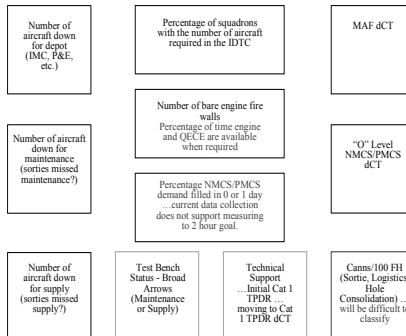 Number of
aircraft down
for depot
(IMC, P&E,
etc.)
Percentage of squadrons
with the number of aircraft
required in the IDTC
MAF dCT
Number of bare engine fire
walls
Percentage of time engine
and QECE are available
when required
Number of aircraft
down for
maintenance
(sorties missed
maintenance?)
"O" Level
NMCS/PMCS
dCT
Percentage NMCS/PMCS
demand filled in 0 or 1 day
…current data collection
does not support measuring
to 2 hour goal.
Number of
aircraft down
for supply
(sorties missed
supply?)
Test Bench
Status - Broad
Arrows
(Maintenance
or Supply)
Technical
Support
…Initial Cat 1
TPDR …
moving to Cat
1 TPDR dCT
Canns/100 FH
(Sortie, Logistics,
Hole
Consolidation) …
will be difficult to
classify